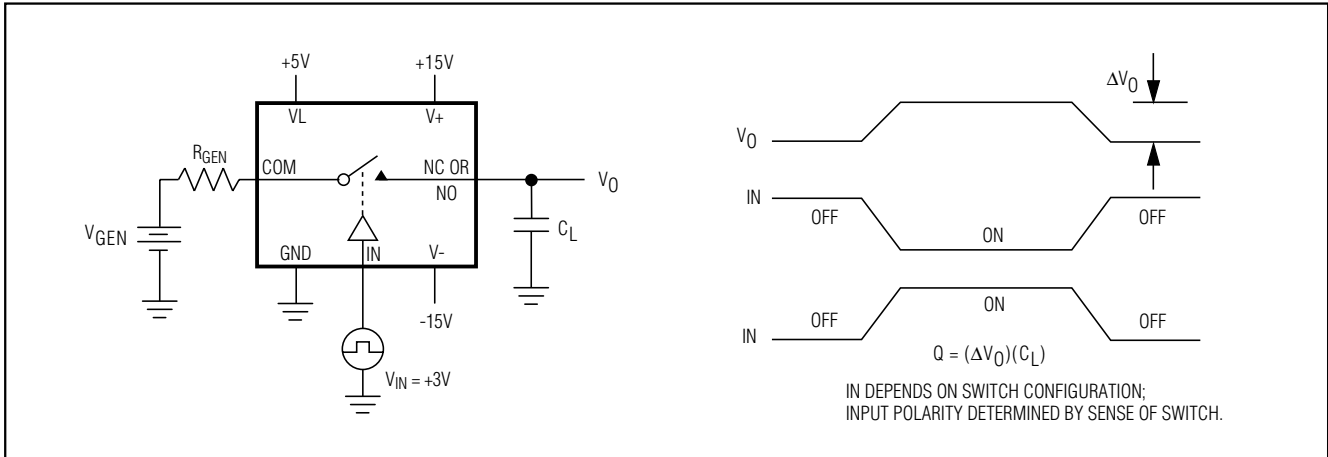 +5V
+15V
VL
V+
RGEN
COM
NC OR
NO
VO
VGEN
CL
GND
IN
V-
-15V
VIN = +3V
ΔVO
VO
IN
OFF
ON
OFF
IN
OFF
ON
OFF
Q = (ΔVO)(CL)
IN DEPENDS ON SWITCH CONFIGURATION;
INPUT POLARITY DETERMINED BY SENSE OF SWITCH.